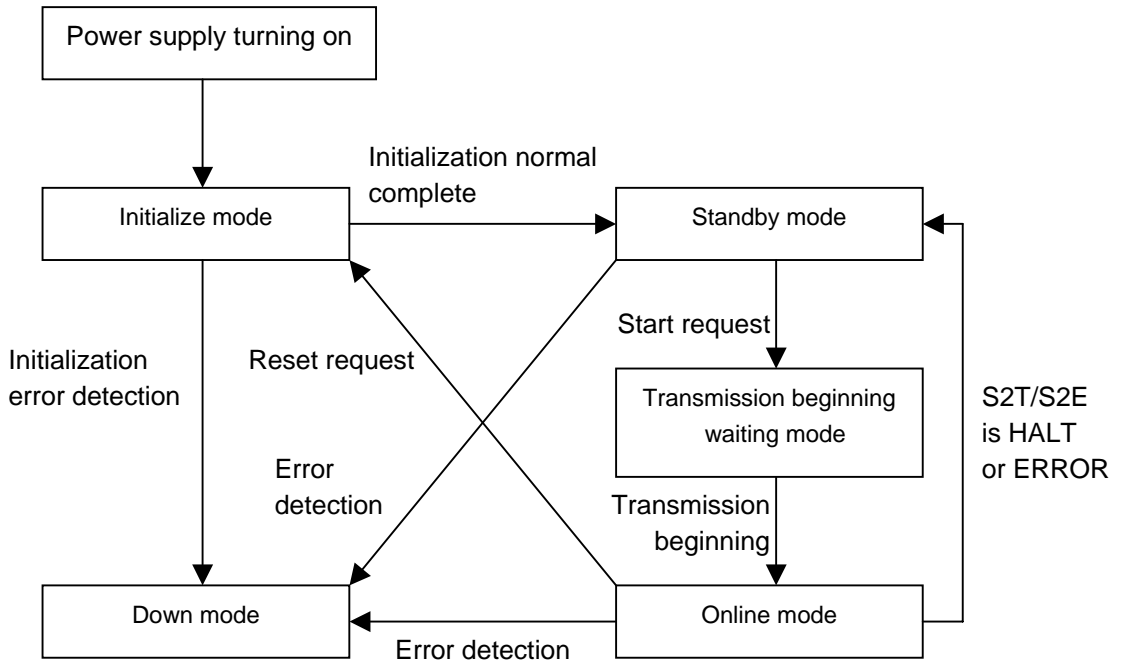 Power supply turning on
Initialization normal
complete
Initialize mode
Standby mode
Start request
Initialization
error detection
Reset request
Transmission beginning
waiting mode
S2T/S2E
is HALT
or ERROR
Error
detection
Transmission
beginning
Down mode
Online mode
Error detection